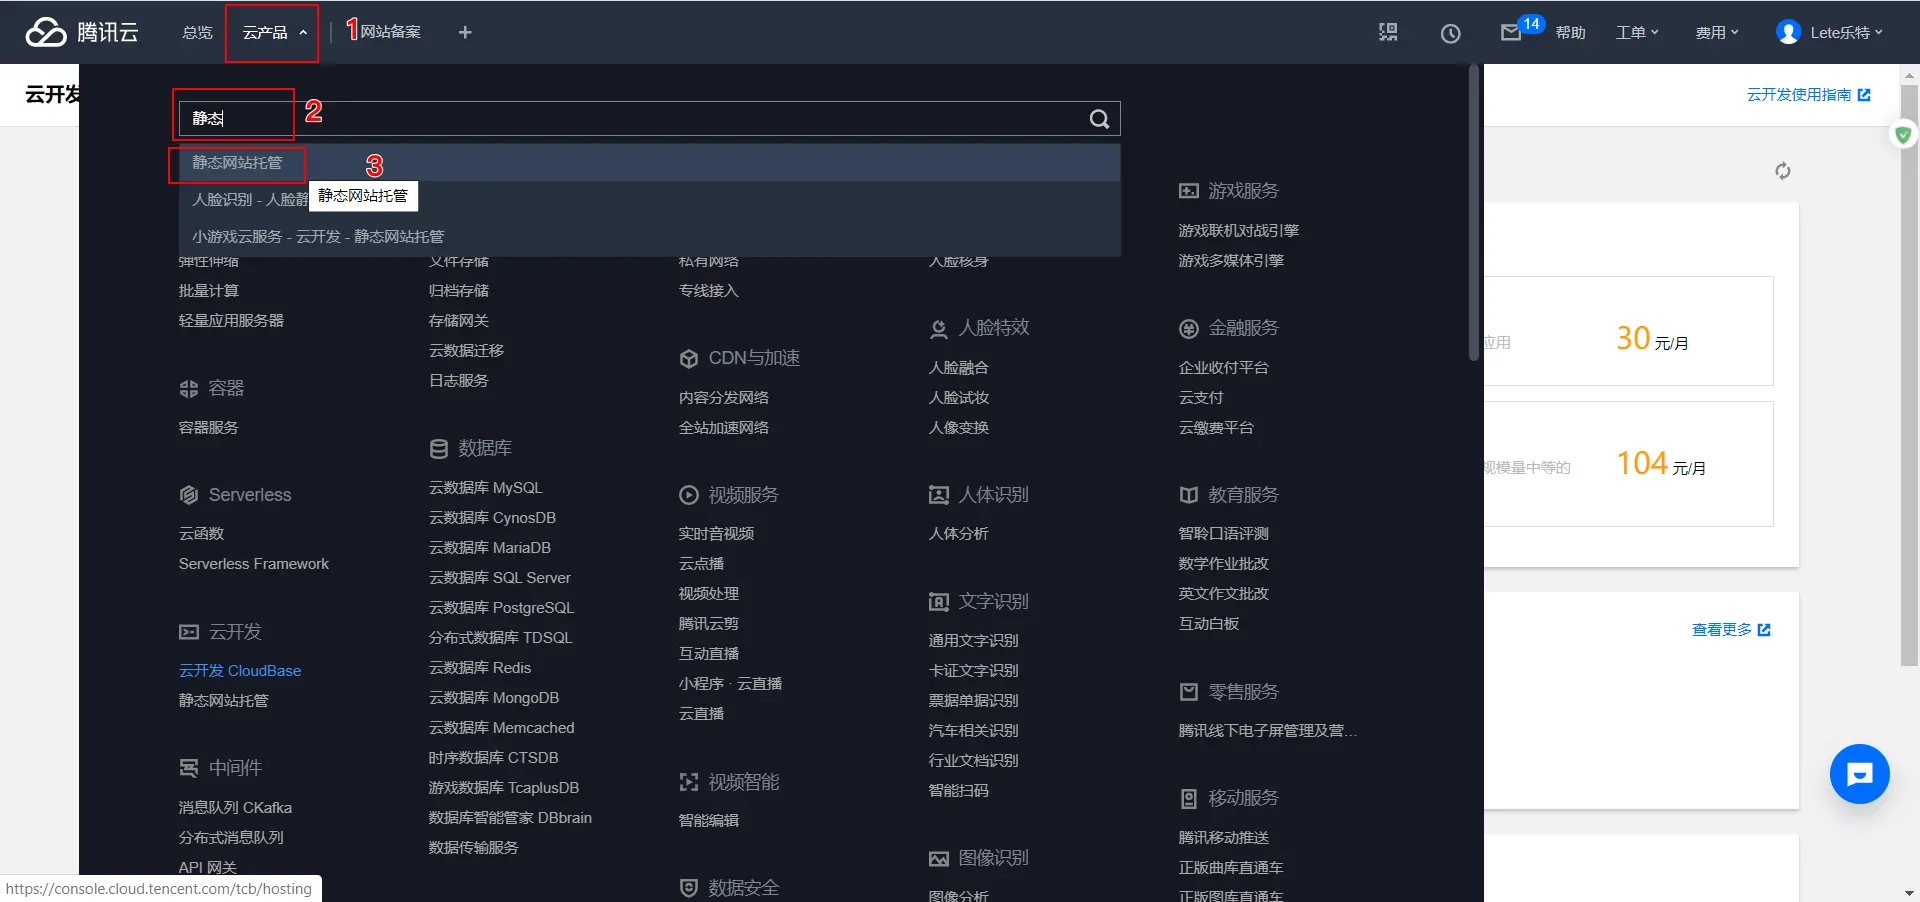 腾讯云
总览
云产品
1
网站备案
14
帮助
工单
费用
Lete乐特
云开发
云开发使用指南
静态
2
静态网站托管
3
静态网站托管
人脸识别 - 人脸静
小游戏云服务 - 云开发 - 静态网站托管
弹性伸缩
批量计算
轻量应用服务器
容器
容器服务
Serverless
云函数
Serverless Framework
云开发
云开发 CloudBase
静态网站托管
中间件
消息队列 CKafka
分布式消息队列
API 网关
文件存储
归档存储
存储网关
云数据迁移
日志服务
数据库
云数据库 MySQL
云数据库 CynosDB
云数据库 MariaDB
云数据库 SQL Server
云数据库 PostgreSQL
分布式数据库 TDSQL
云数据库 Redis
云数据库 MongoDB
云数据库 Memcached
时序数据库 CTSDB
游戏数据库 TcaplusDB
数据库智能管家 DBbrain
数据传输服务
私有网络
专线接入
CDN与加速
内容分发网络
全站加速网络
视频服务
实时音视频
云点播
视频处理
腾讯云剪
互动直播
小程序 · 云直播
云直播
视频智能
智能编辑
数据安全
人脸核身
人脸特效
人脸融合
人脸试妆
人像变换
人体识别
人体分析
文字识别
通用文字识别
卡证文字识别
票据单据识别
汽车相关识别
行业文档识别
智能扫码
图像识别
图像分析
游戏服务
游戏联机对战引擎
游戏多媒体引擎
金融服务
企业收付平台
云支付
云缴费平台
教育服务
智聆口语评测
数学作业批改
英文作文批改
互动白板
零售服务
腾讯线下电子屏管理及营...
移动服务
腾讯移动推送
正版曲库直通车
正版图库直通车
应用
30 元/月
规模量中等的
104 元/月
查看更多
https://console.cloud.tencent.com/tcb/hosting